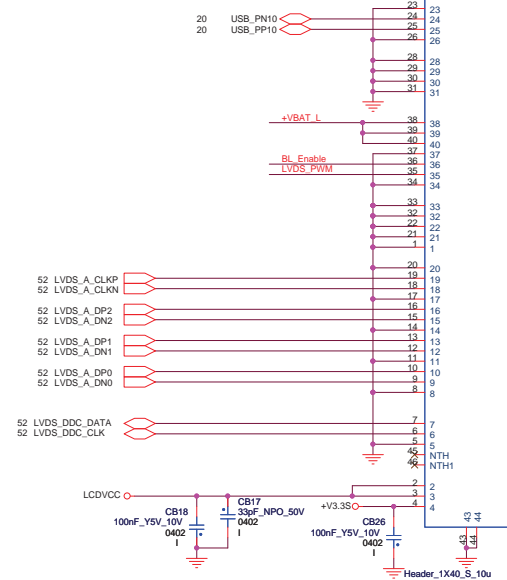 23 23
20 USB_PN10 24 24
20 USB_PP10 25 25
26 26
28 28
29 29
30 30
31 31
+VBAT_L 38 38
39 39
40 40
37 37
BL_Enable 36 36
LVDS_PWM 35 35
34 34
33 33
32 32
22 22
21 21
1 1
20 20
52 LVDS_A_CLKP 19 19
52 LVDS_A_CLKN 18 18
17 17
52 LVDS_A_DP2 16 16
52 LVDS_A_DN2 15 15
14 14
52 LVDS_A_DP1 13 13
52 LVDS_A_DN1 12 12
11 11
52 LVDS_A_DP0 10 10
52 LVDS_A_DN0 9 9
8 8
52 LVDS_DDC_DATA 7 7
52 LVDS_DDC_CLK 6 6
5 5
45 NTH
46 NTH1
2 2
LCDVCC 3 3
+V3.3S 4 4
CB17
33pF_NPO_50V
0402
I
CB18
100nF_Y5V_10V
0402
I
CB26
100nF_Y5V_10V
0402
I
43 44
43 44
Header_1X40_S_10u